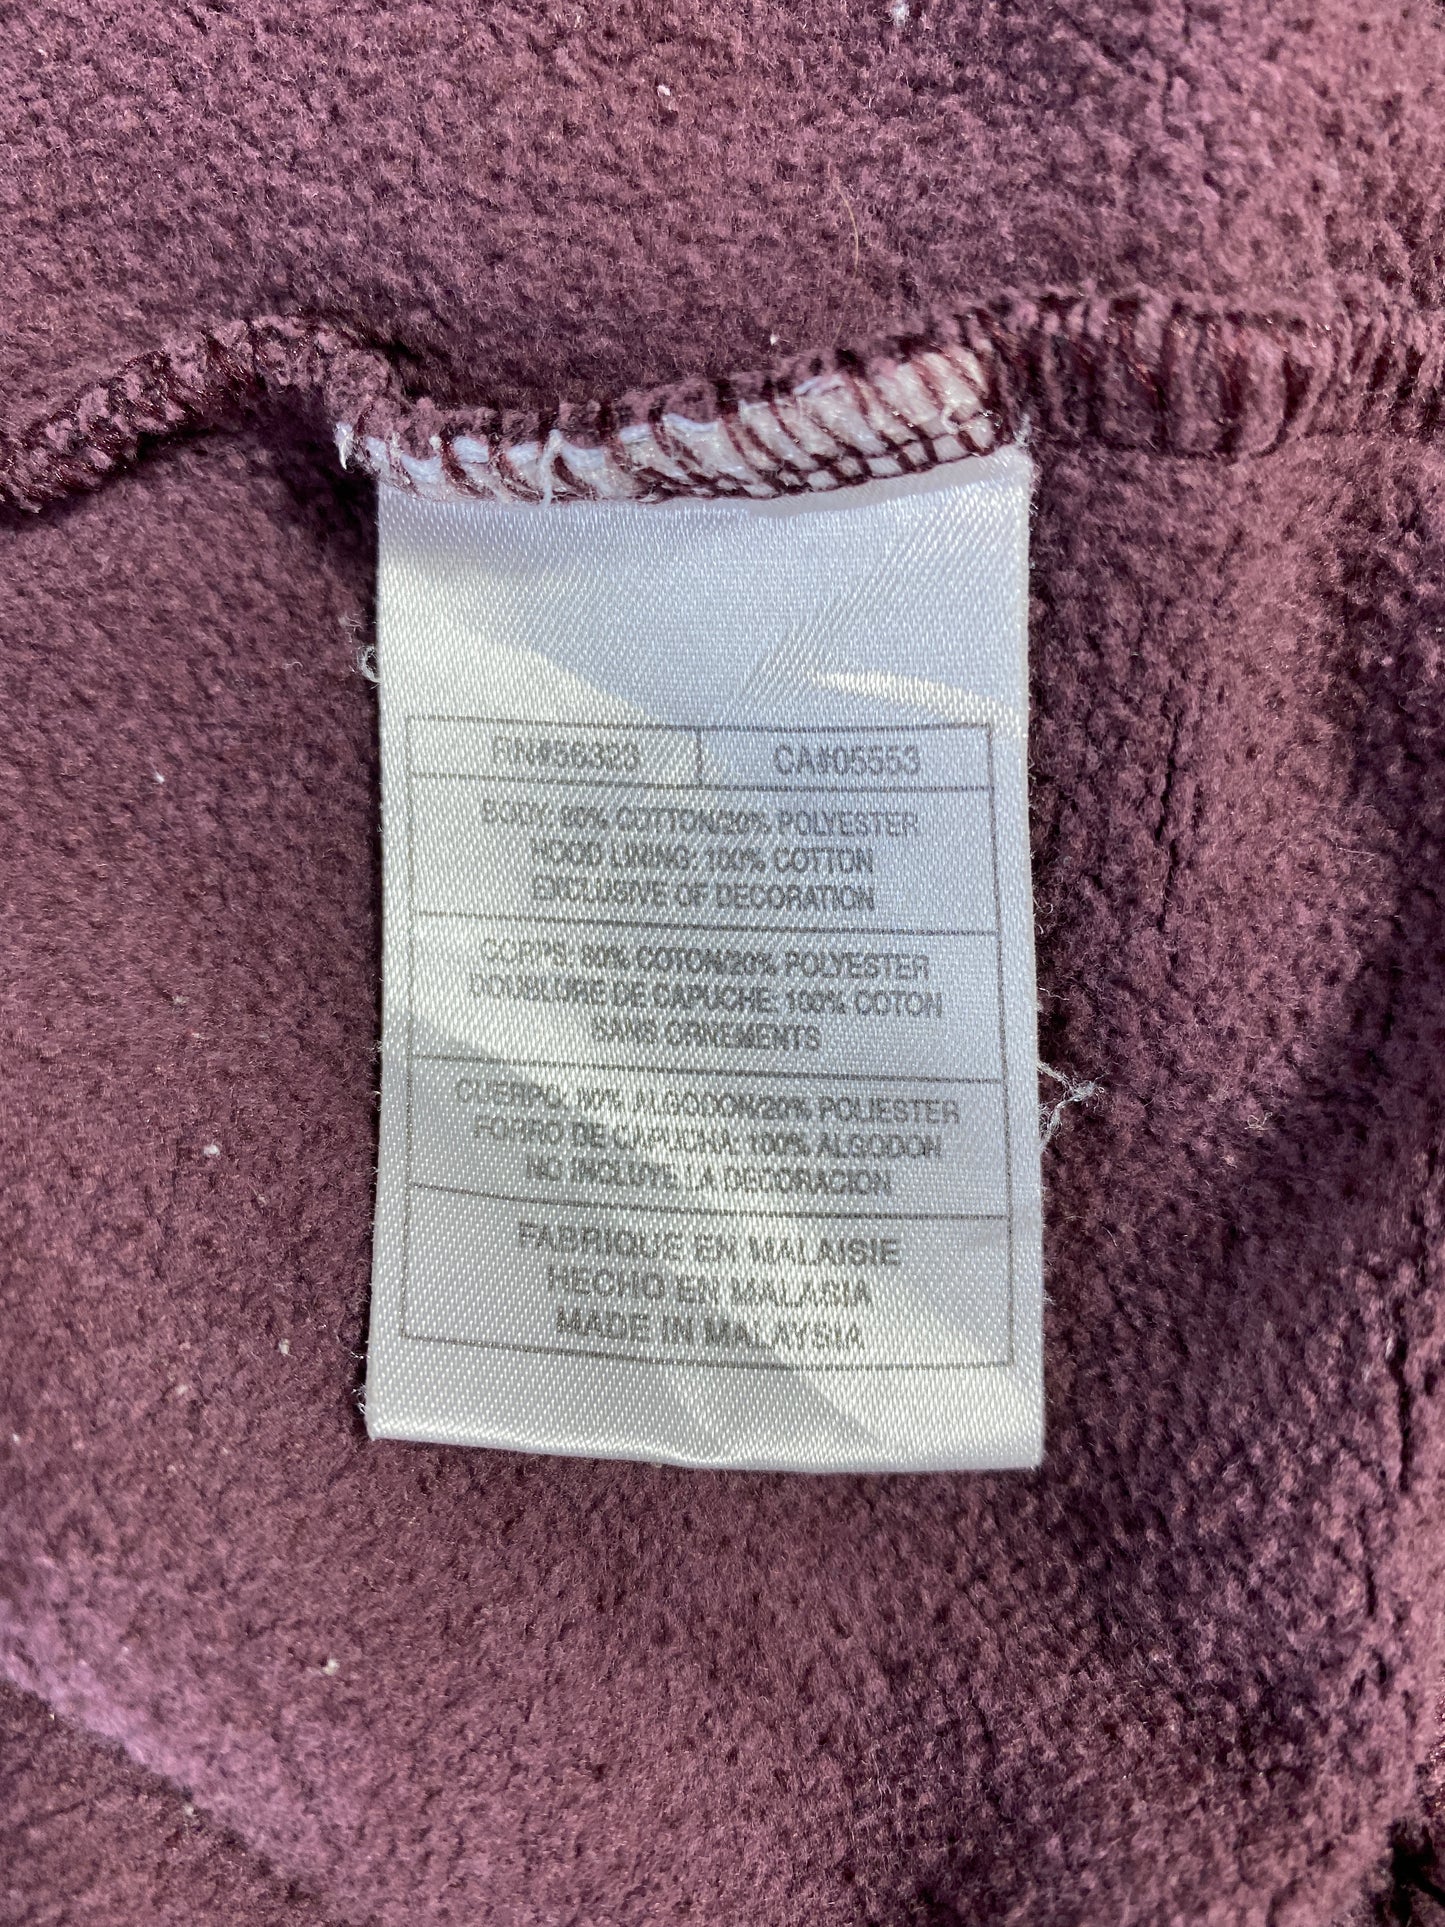 RN#56323 CA#05553
BODY: 80% COTTON/20% POLYESTER
HOOD LINING: 100% COTTON
EXCLUSIVE OF DECORATION
CORPS: 80% COTON/20% POLYESTER
DOUBLURE DE CAPUCHE: 100% COTON
SANS ORNEMENTS
CUERPO: 80% ALGODON/20% POLIESTER
FORRO DE CAPUCHA: 100% ALGODON
NO INCLUYE LA DECORACION
FABRIQUE EN MALAISIE
HECHO EN MALASIA
MADE IN MALAYSIA